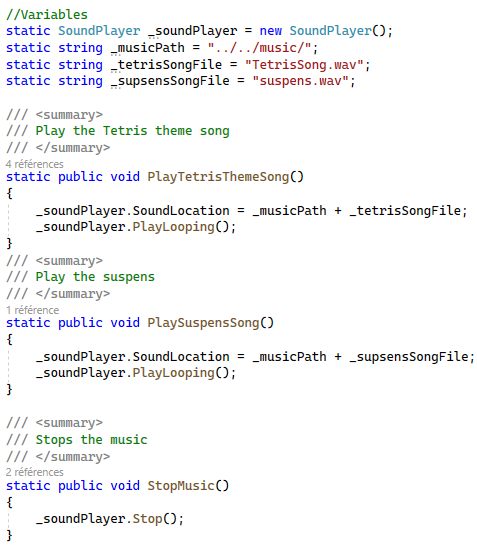 //Variables
static SoundPlayer _soundPlayer = new SoundPlayer();
static string _musicPath = "../../music/";
static string _tetrisSongFile = "TetrisSong.wav";
static string _supsensSongFile = "suspens.wav";
/// <summary>
/// Play the Tetris theme song
/// </summary>
4 références
static public void PlayTetrisThemeSong()
{
_soundPlayer.SoundLocation = _musicPath + _tetrisSongFile;
_soundPlayer.PlayLooping();
}
/// <summary>
/// Play the suspens
/// </summary>
1 référence
static public void PlaySuspensSong()
{
_soundPlayer.SoundLocation = _musicPath + _supsensSongFile;
_soundPlayer.PlayLooping();
}
/// <summary>
/// Stops the music
/// </summary>
2 références
static public void StopMusic()
{
_soundPlayer.Stop();
}